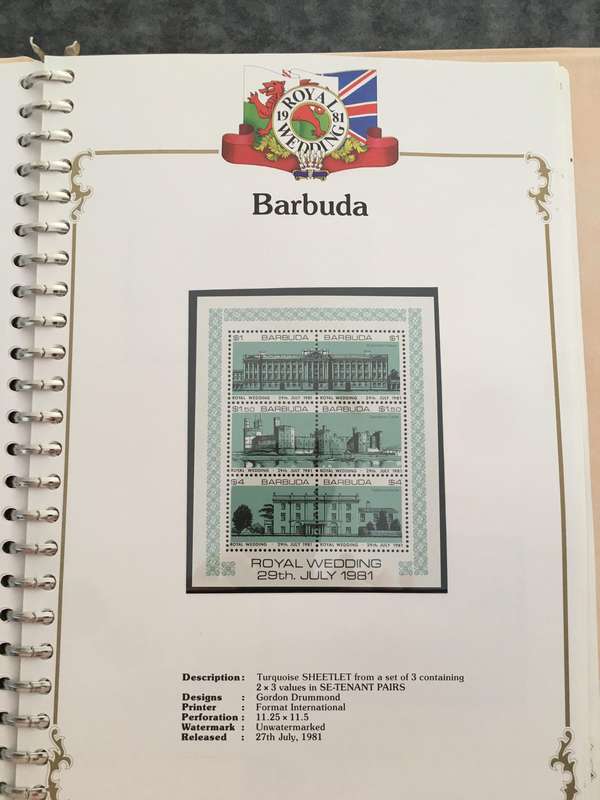 ROYAL
19 81
WEDDING
Barbuda
$1 BARBUDA BARBUDA $1
ROYAL WEDDING 29th. JULY 1981 ROYAL WEDDING 29th. JULY 1981
$1.50 BARBUDA BARBUDA $1.50
ROYAL WEDDING 29th. JULY 1981 ROYAL WEDDING 29th. JULY 1981
$4 BARBUDA BARBUDA $4
ROYAL WEDDING 29th. JULY 1981 ROYAL WEDDING 29th. JULY 1981
ROYAL WEDDING
29th. JULY 1981
Description : Turquoise SHEETLET from a set of 3 containing
2 × 3 values in SE-TENANT PAIRS
Designs : Gordon Drummond
Printer : Format International
Perforation : 11.25 × 11.5
Watermark : Unwatermarked
Released : 27th July, 1981